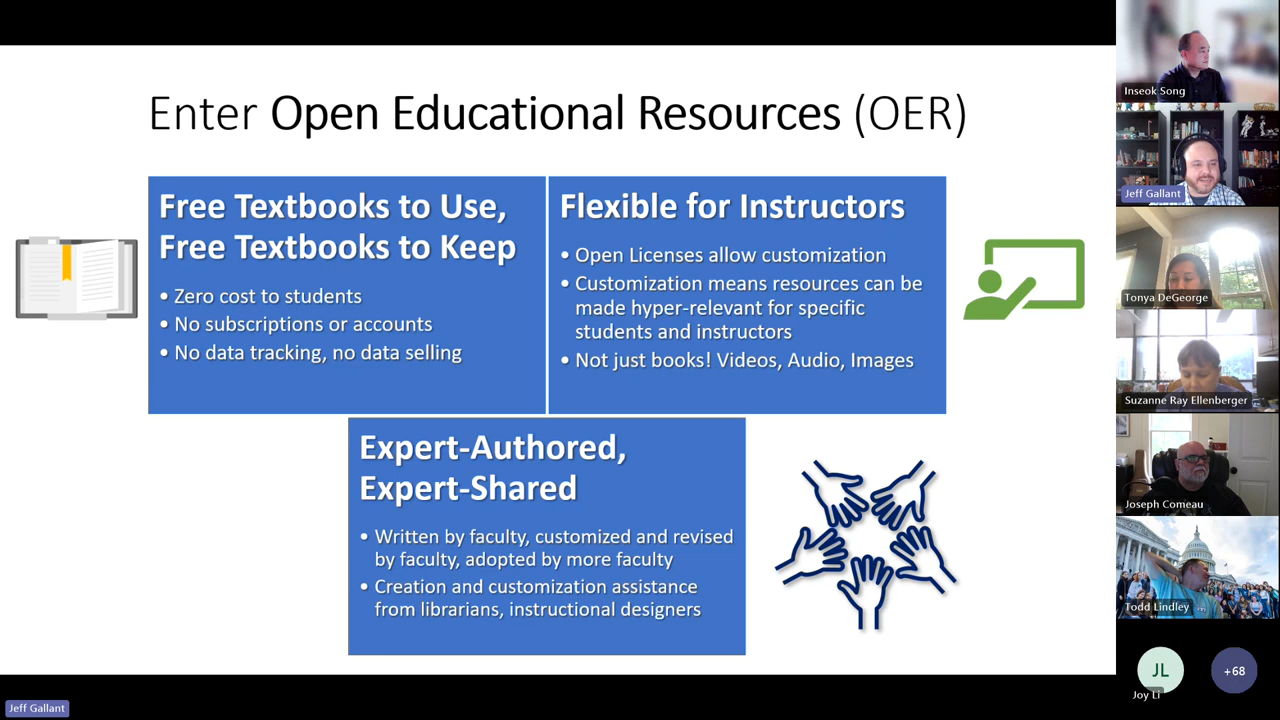 Enter Open Educational Resources (OER)
Free Textbooks to Use,
Free Textbooks to Keep
• Zero cost to students
• No subscriptions or accounts
• No data tracking, no data selling
Flexible for Instructors
• Open Licenses allow customization
• Customization means resources can be
made hyper-relevant for specific
students and instructors
• Not just books! Videos, Audio, Images
Expert-Authored,
Expert-Shared
• Written by faculty, customized and revised
by faculty, adopted by more faculty
• Creation and customization assistance
from librarians, instructional designers
Inseok Song
Jeff Gallant
Tonya DeGeorge
Suzanne Ray Ellenberger
Joseph Comeau
Todd Lindley
JL
Joy Li
+68
Jeff Gallant